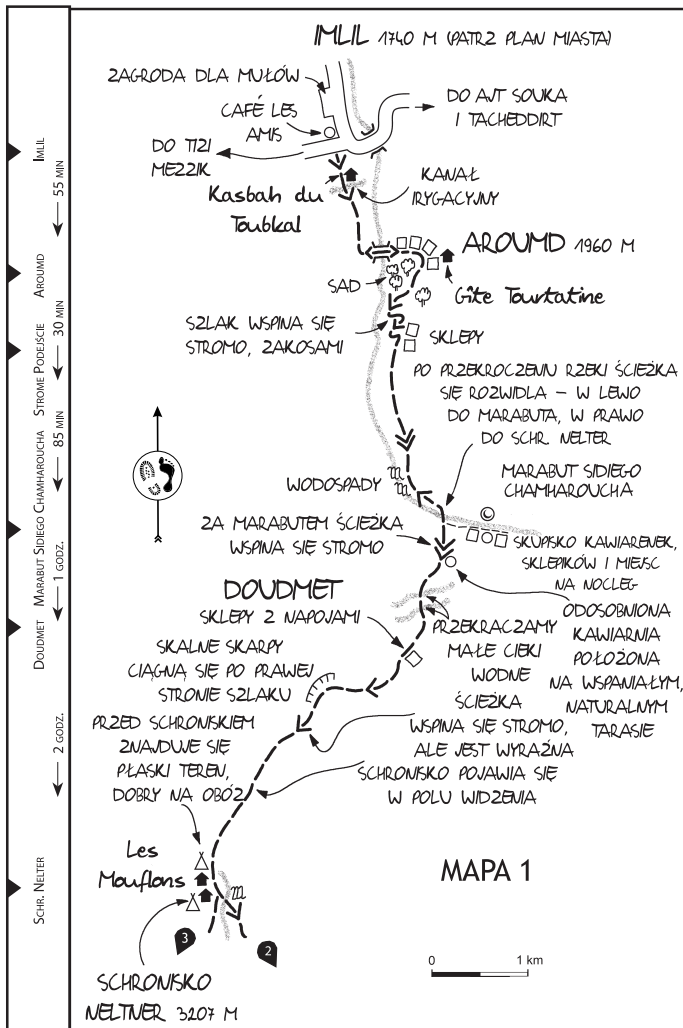 IMLIL 1740 M (PATRZ PLAN MIASTA)
ZAGRODA DLA MUŁÓW
CAFÉ LES
AMIS
DO AJT SOUKA
I TACHEDDIRT
DO TIZI
MEZZIK
Kasbah du
Toubkal
KANAŁ
IRYGACYJNY
AROUMD 1960 M
SAD
Gîte Tourtatine
SZLAK WSPINA SIĘ
STROMO, ZAKOSAMI
SKLEPY
PO PRZEKROCZENIU RZEKI ŚCIEŻKA
SIĘ ROZWIDLA – W LEWO
DO MARABUTA, W PRAWO
DO SCHR. NELTER
WODOSPADY
MARABUT SIDIEGO
CHAMHAROUCHA
ZA MARABUTEM ŚCIEŻKA
WSPINA SIĘ STROMO
SKUPISKO KAWIARENEK,
SKLEPIKÓW I MIEJSC
NA NOCLEG
DOUDMET
SKLEPY Z NAPOJAMI
PRZEKRACZAMY
MAŁE CIEKI
WODNE
ODOSOBNIONA
KAWIARNIA
POŁOŻONA
NA WSPANIAŁYM,
NATURALNYM
TARASIE
SKALNE SKARPY
CIĄGNĄ SIĘ PO PRAWEJ
STRONIE SZLAKU
ŚCIEŻKA
WSPINA SIĘ STROMO,
ALE JEST WYRAŹNA
PRZED SCHRONISKIEM
ZNAJDUJE SIĘ
PŁASKI TEREN,
DOBRY NA OBÓZ
SCHRONISKO POJAWIA SIĘ
W POLU WIDZENIA
Les
Mouflons
MAPA 1
3
2
0 1 km
SCHRONISKO
NELTNER 3207 M
IMLIL
55 MIN
AROUMD
30 MIN
STROME PODEJŚCIE
85 MIN
MARABUT SIDIEGO CHAMHAROUCHA
1 GODZ.
DOUDMET
2 GODZ.
SCHR. NELTER